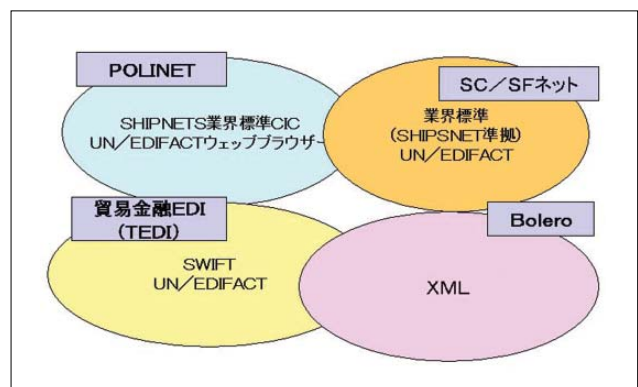 POLINET
SHIPNETS業界標準CIC
UN／EDIFACTウェッブブラウザー
SC／SFネット
業界標準
(SHIPSNET準拠)
UN／EDIFACT
貿易金融EDI
(TEDI)
SWIFT
UN／EDIFACT
Bolero
XML